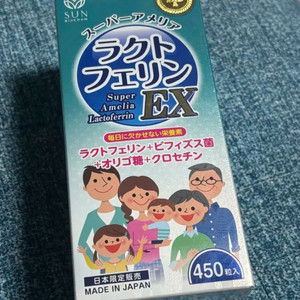 SUN
スーパーアメリア
ラクト
フェリン
Super
Amelia
Lactoferrin
EX
毎日に欠かせない栄養素
ラクトフェリン+ビフィズス菌
+オリゴ糖+クロセチン
日本限定販売
MADE IN JAPAN
450粒入